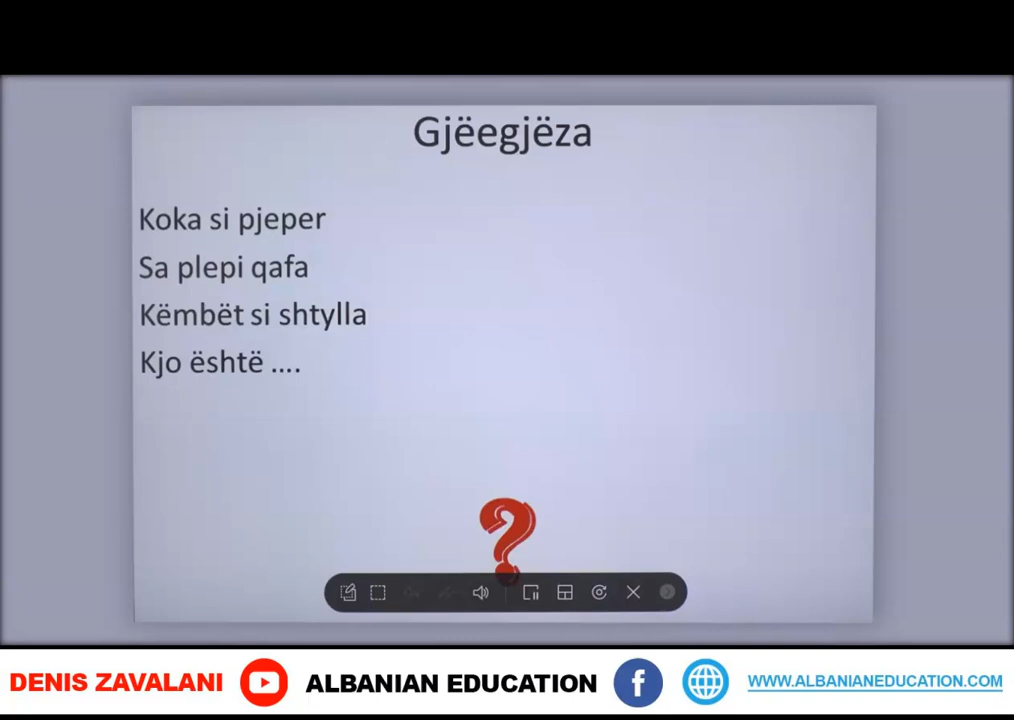 Gjëegjëza
Koka si pjeper
Sa plepi qafa
Këmbët si shtylla
Kjo është ....
?
DENIS ZAVALANI ALBANIAN EDUCATION f WWW.ALBANIANEDUCATION.COM